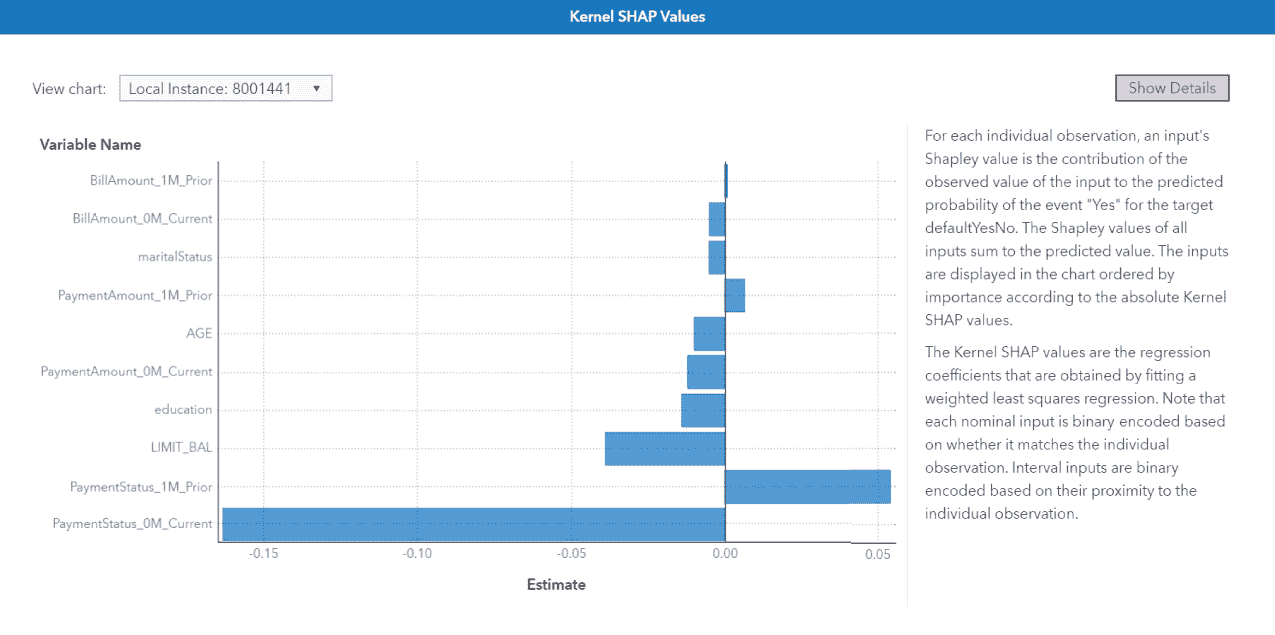 Kernel SHAP Values
View chart: Local Instance: 8001441 ▼
Show Details
Variable Name
BillAmount_1M_Prior
BillAmount_0M_Current
maritalStatus
PaymentAmount_1M_Prior
AGE
PaymentAmount_0M_Current
education
LIMIT_BAL
PaymentStatus_1M_Prior
PaymentStatus_0M_Current
-0.15 -0.10 -0.05 0.00 0.05
Estimate
For each individual observation, an input's
Shapley value is the contribution of the
observed value of the input to the predicted
probability of the event "Yes" for the target
defaultYesNo. The Shapley values of all
inputs sum to the predicted value. The inputs
are displayed in the chart ordered by
importance according to the absolute Kernel
SHAP values.
The Kernel SHAP values are the regression
coefficients that are obtained by fitting a
weighted least squares regression. Note that
each nominal input is binary encoded based
on whether it matches the individual
observation. Interval inputs are binary
encoded based on their proximity to the
individual observation.